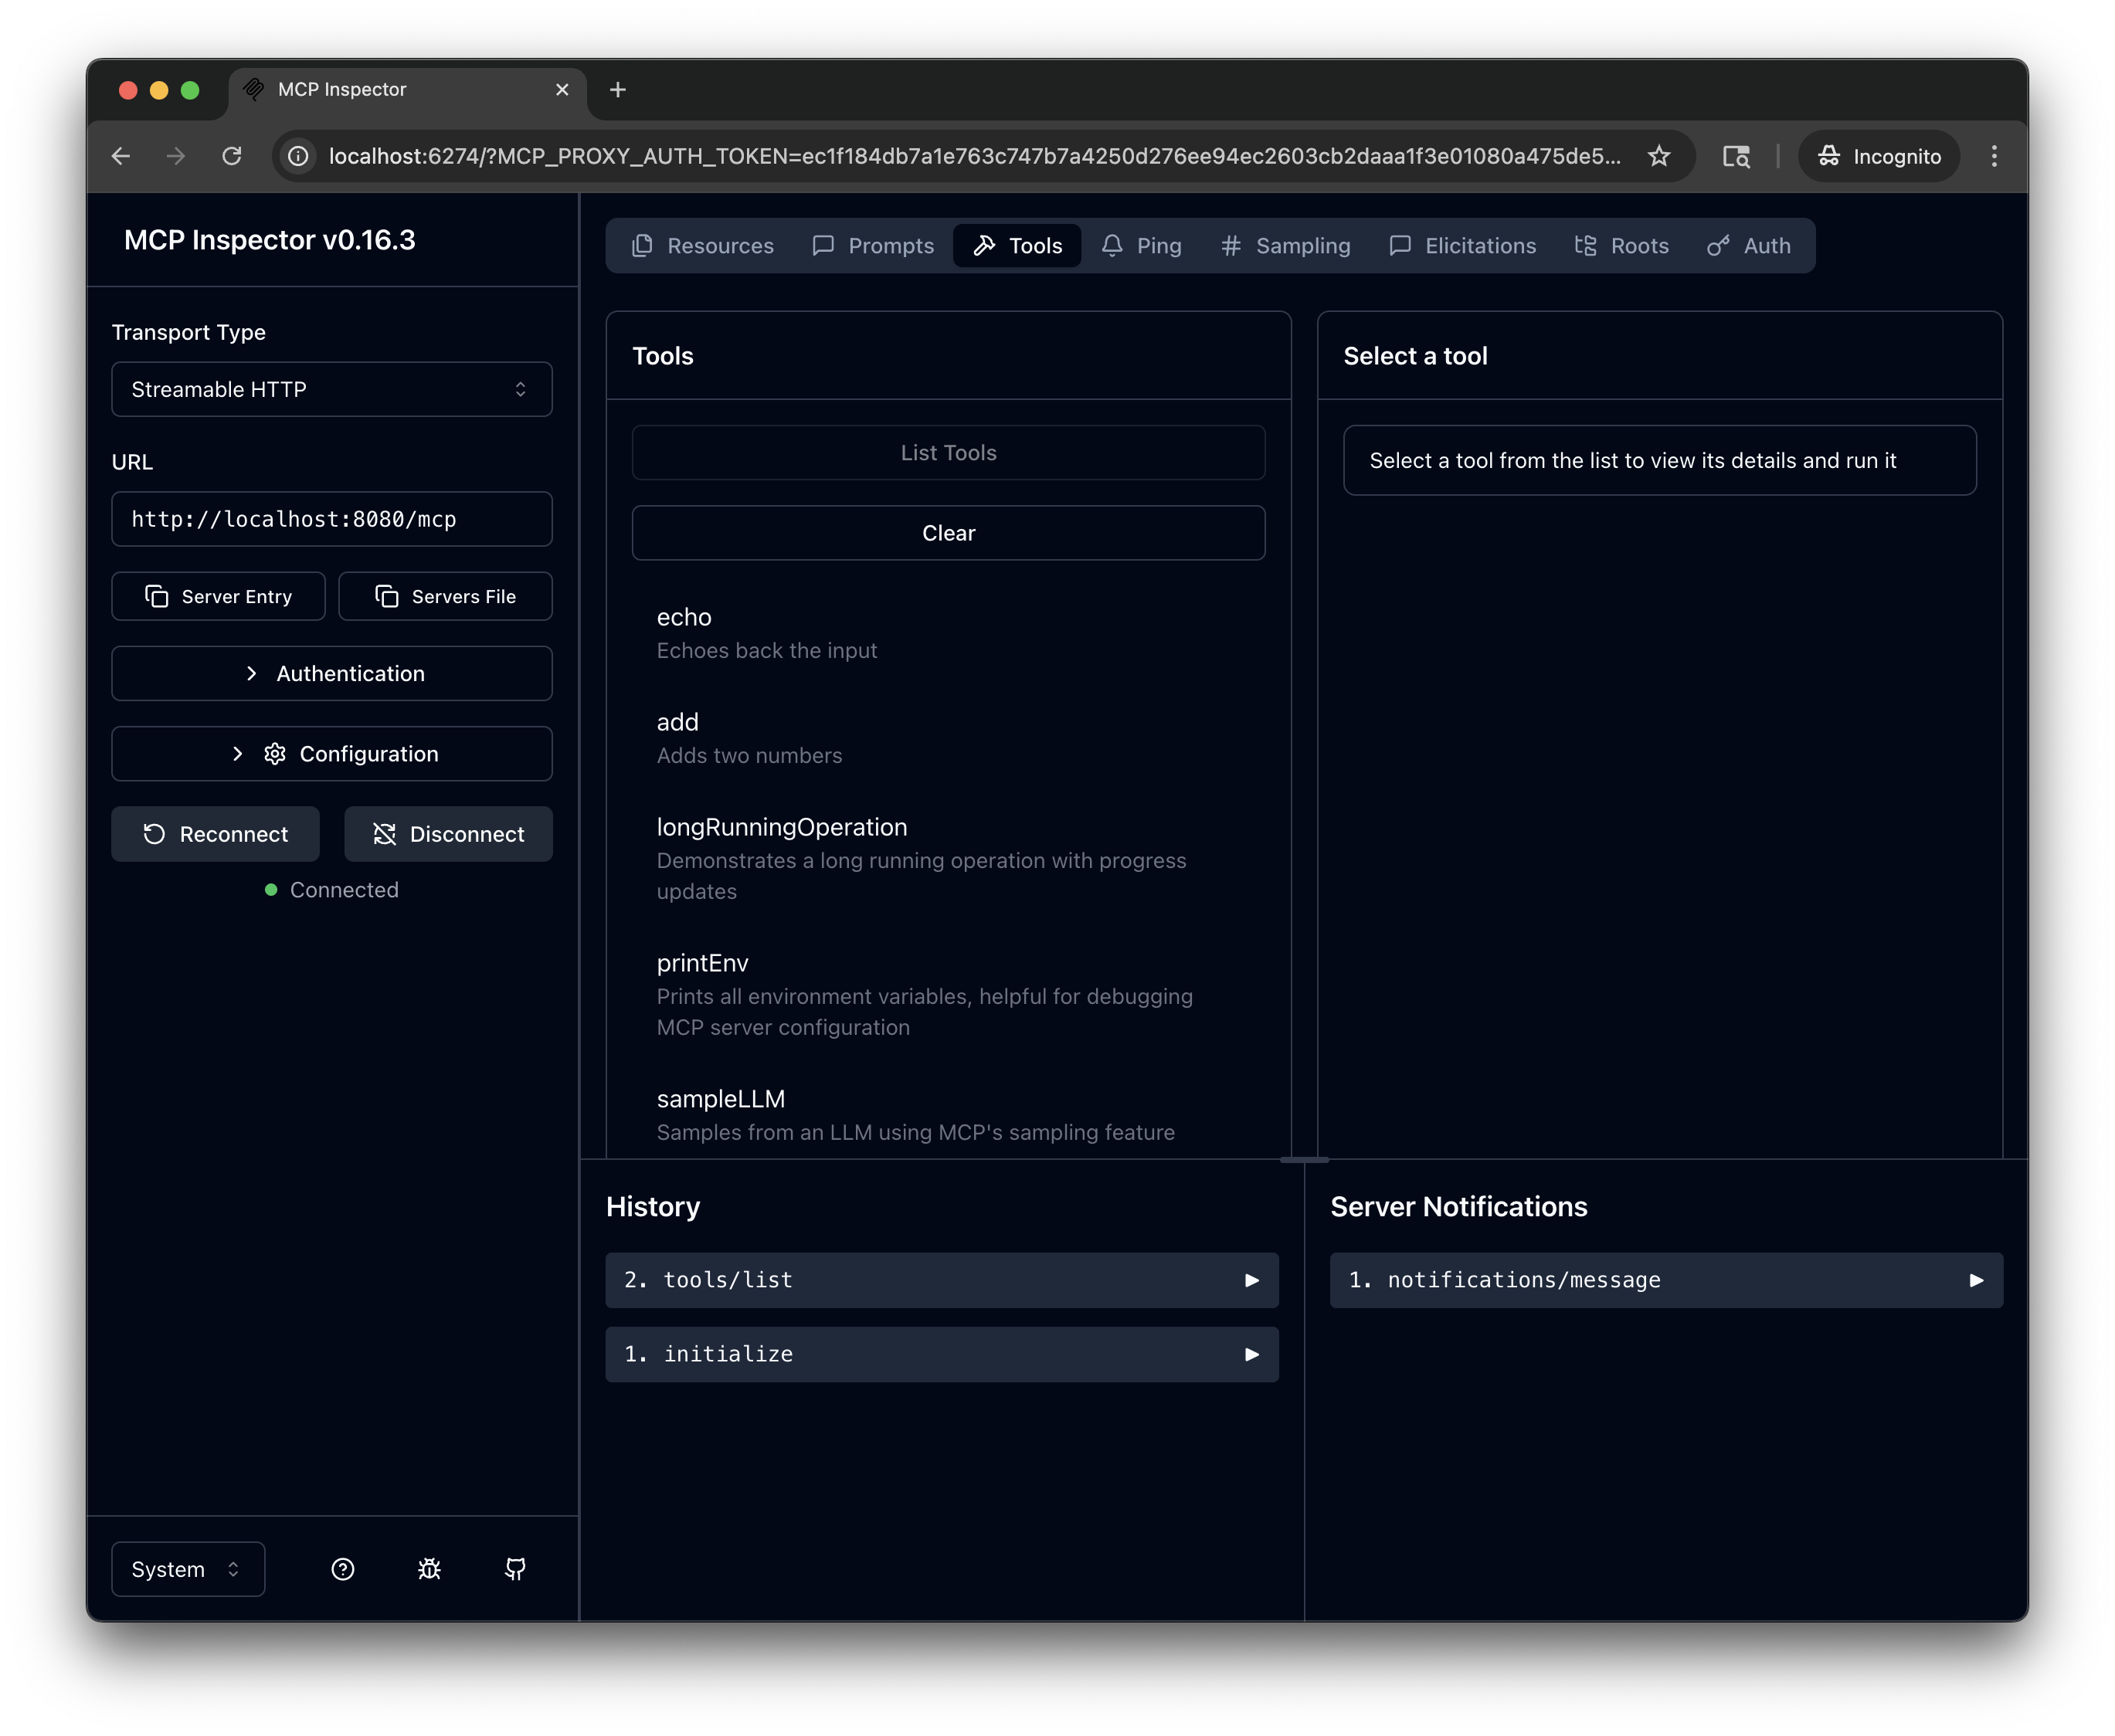 MCP Inspector
localhost:6274/?MCP_PROXY_AUTH_TOKEN=ec1f184db7a1e763c747b7a4250d276ee94ec2603cb2daaa1f3e01080a475de5...
Incognito
MCP Inspector v0.16.3
Transport Type
Streamable HTTP
URL
http://localhost:8080/mcp
Server Entry
Servers File
Authentication
Configuration
Reconnect
Disconnect
Connected
System
Resources
Prompts
Tools
Ping
Sampling
Elicitations
Roots
Auth
Tools
List Tools
Clear
echo
Echoes back the input
add
Adds two numbers
longRunningOperation
Demonstrates a long running operation with progress
updates
printEnv
Prints all environment variables, helpful for debugging
MCP server configuration
sampleLLM
Samples from an LLM using MCP's sampling feature
Select a tool
Select a tool from the list to view its details and run it
History
2. tools/list
1. initialize
Server Notifications
1. notifications/message